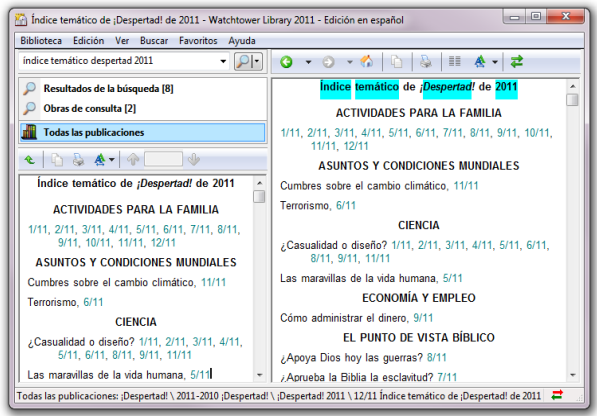 Índice temático de ¡Despertad! de 2011 - Watchtower Library 2011 - Edición en español
Biblioteca Edición Ver Buscar Favoritos Ayuda
índice temático despertad 2011
Resultados de la búsqueda [8]
Obras de consulta [2]
Todas las publicaciones
Índice temático de ¡Despertad! de 2011
ACTIVIDADES PARA LA FAMILIA
1/11, 2/11, 3/11, 4/11, 5/11, 6/11, 7/11, 8/11,
9/11, 10/11, 11/11, 12/11
ASUNTOS Y CONDICIONES MUNDIALES
Cumbres sobre el cambio climático, 11/11
Terrorismo, 6/11
CIENCIA
¿Casualidad o diseño? 1/11, 2/11, 3/11, 4/11,
5/11, 6/11, 8/11, 9/11, 11/11
Las maravillas de la vida humana, 5/11
Índice temático de ¡Despertad! de 2011
ACTIVIDADES PARA LA FAMILIA
1/11, 2/11, 3/11, 4/11, 5/11, 6/11, 7/11, 8/11, 9/11, 10/11,
11/11, 12/11
ASUNTOS Y CONDICIONES MUNDIALES
Cumbres sobre el cambio climático, 11/11
Terrorismo, 6/11
CIENCIA
¿Casualidad o diseño? 1/11, 2/11, 3/11, 4/11, 5/11, 6/11,
8/11, 9/11, 11/11
Las maravillas de la vida humana, 5/11
ECONOMÍA Y EMPLEO
Cómo administrar el dinero, 9/11
EL PUNTO DE VISTA BÍBLICO
¿Apoya Dios hoy las guerras? 8/11
¿Aprueba la Biblia la esclavitud? 7/11
Todas las publicaciones: ¡Despertad! \ 2011-2010 ¡Despertad! \ ¡Despertad! 2011 \ 12/11 Índice temático de ¡Despertad! de 2011